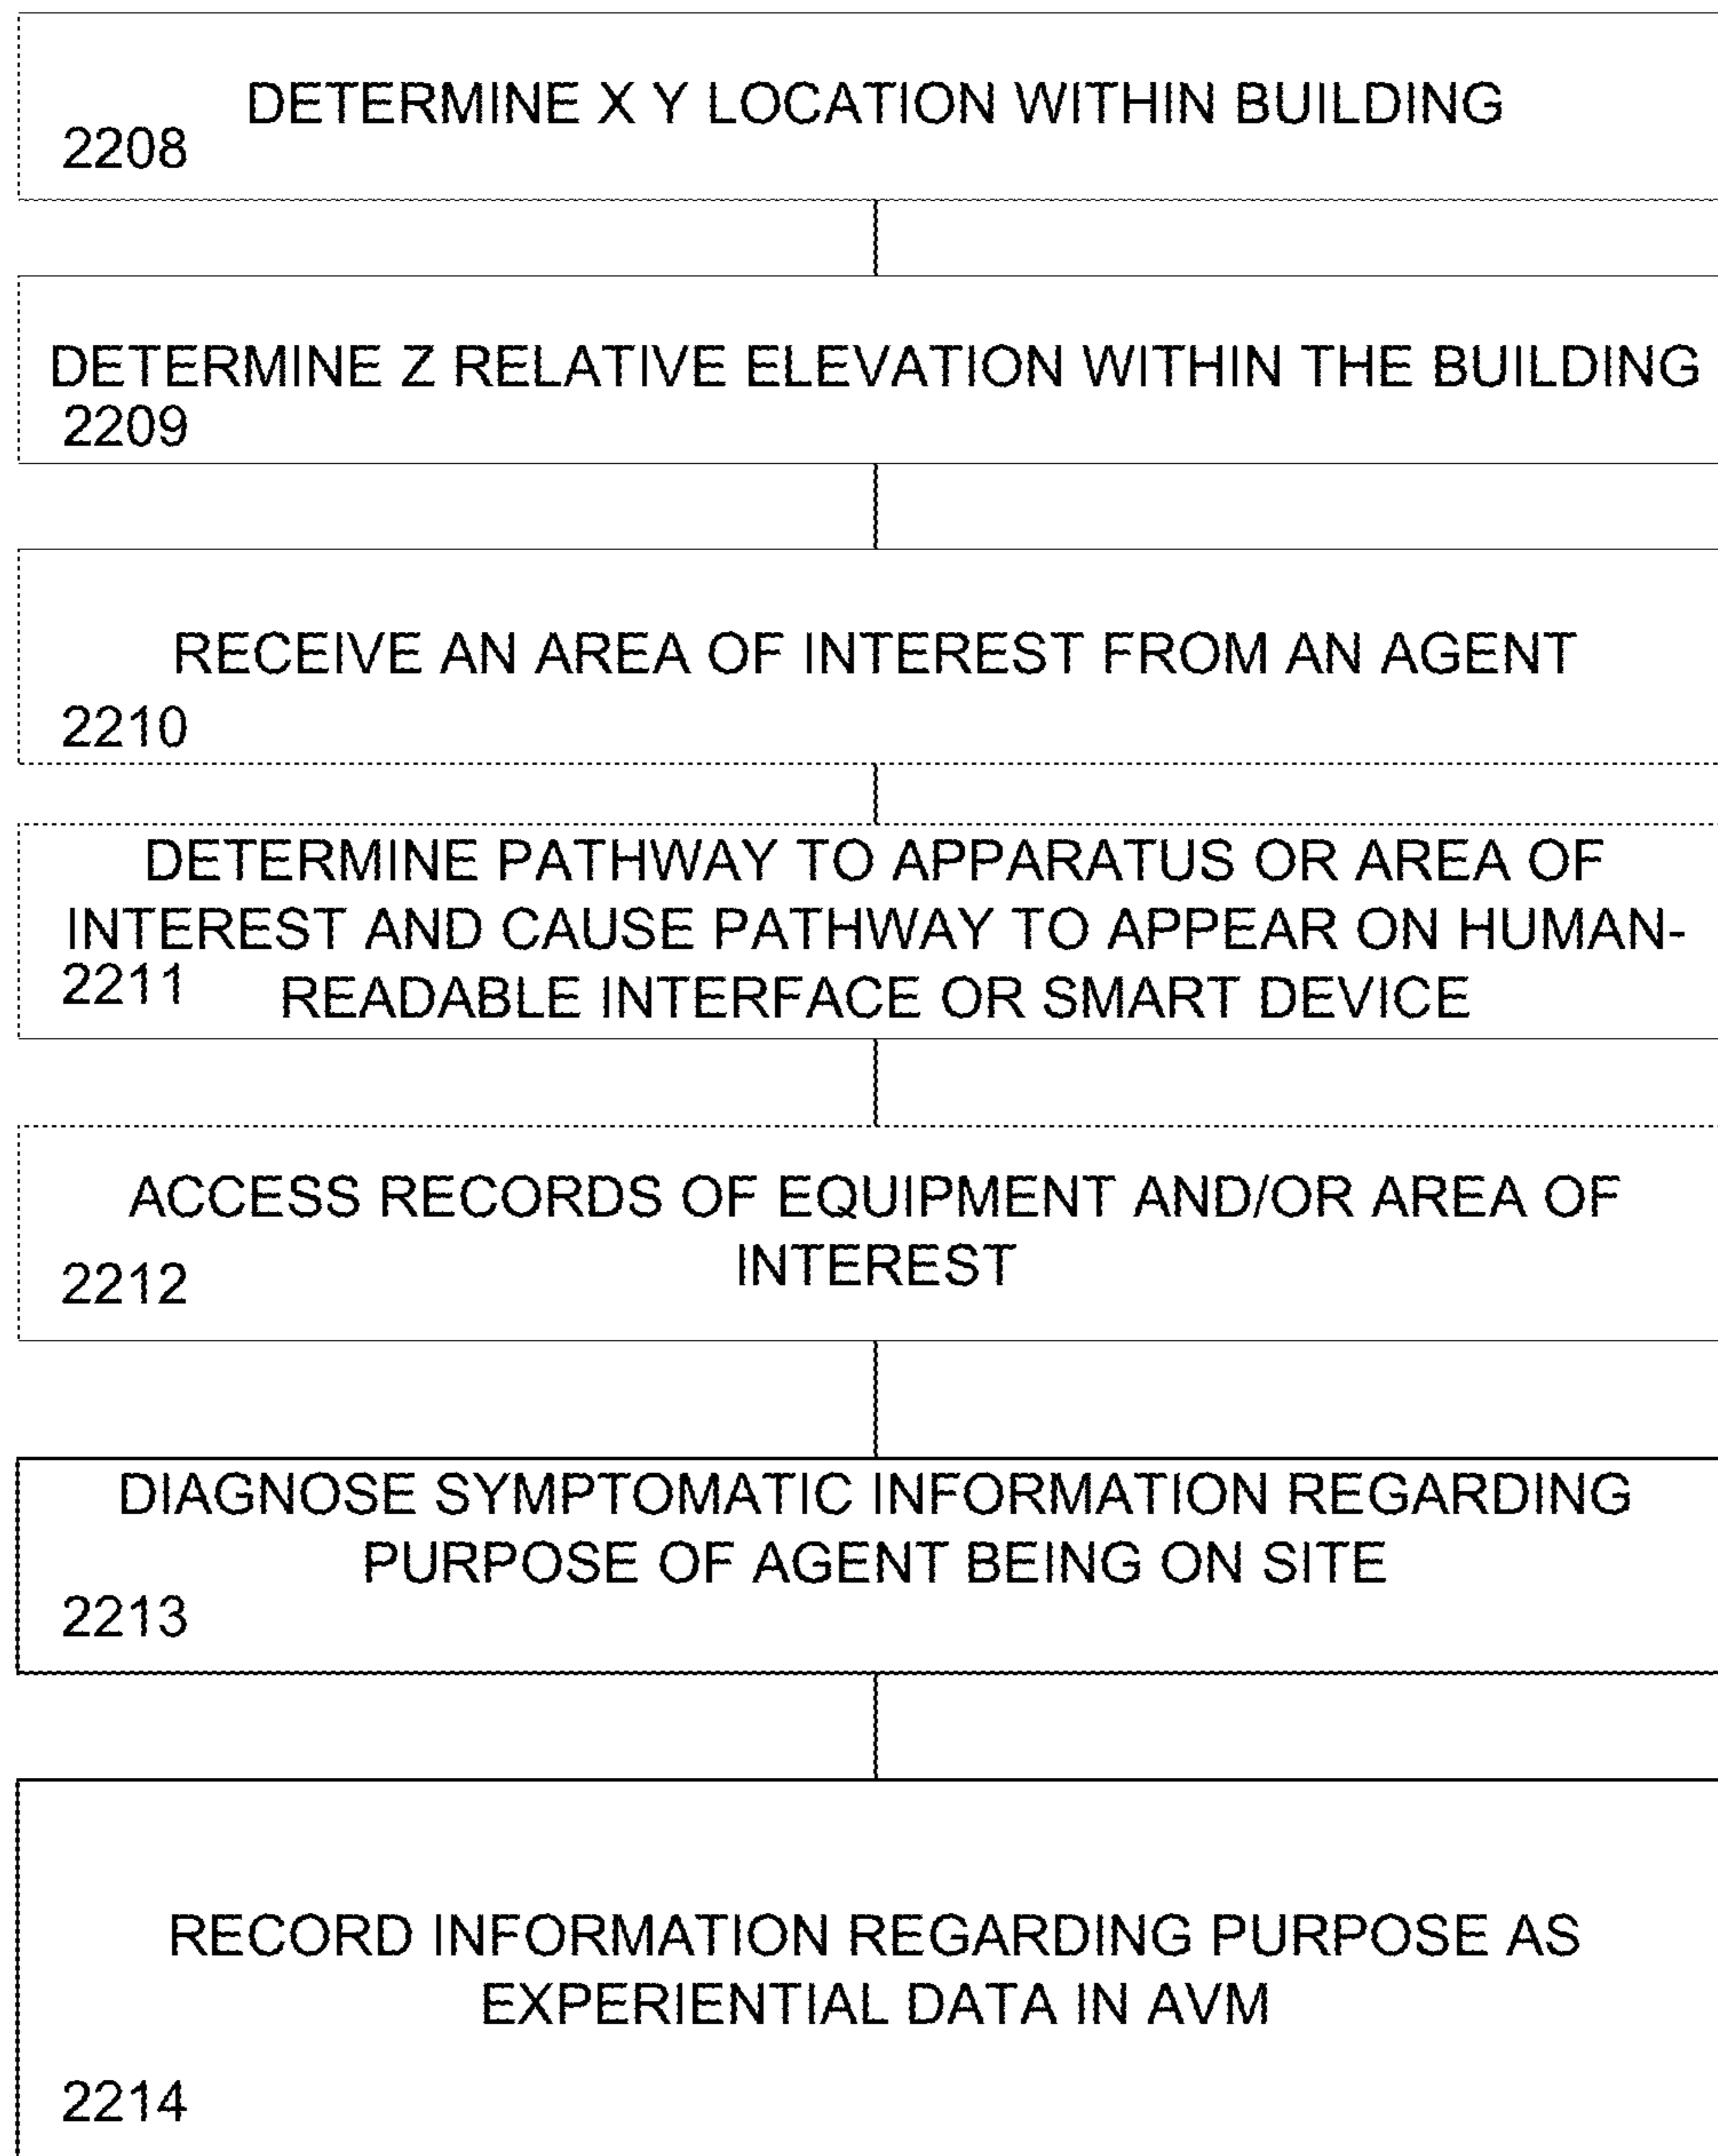 DETERMINE X Y LOCATION WITHIN BUILDING
2208
DETERMINE Z RELATIVE ELEVATION WITHIN THE BUILDING
2209
RECEIVE AN AREA OF INTEREST FROM AN AGENT
2210
DETERMINE PATHWAY TO APPARATUS OR AREA OF
INTEREST AND CAUSE PATHWAY TO APPEAR ON HUMAN-
2211
READABLE INTERFACE OR SMART DEVICE
ACCESS RECORDS OF EQUIPMENT AND/OR AREA OF
INTEREST
2212
DIAGNOSE SYMPTOMATIC INFORMATION REGARDING
PURPOSE OF AGENT BEING ON SITE
2213
RECORD INFORMATION REGARDING PURPOSE AS
EXPERIENTIAL DATA IN AVM
2214